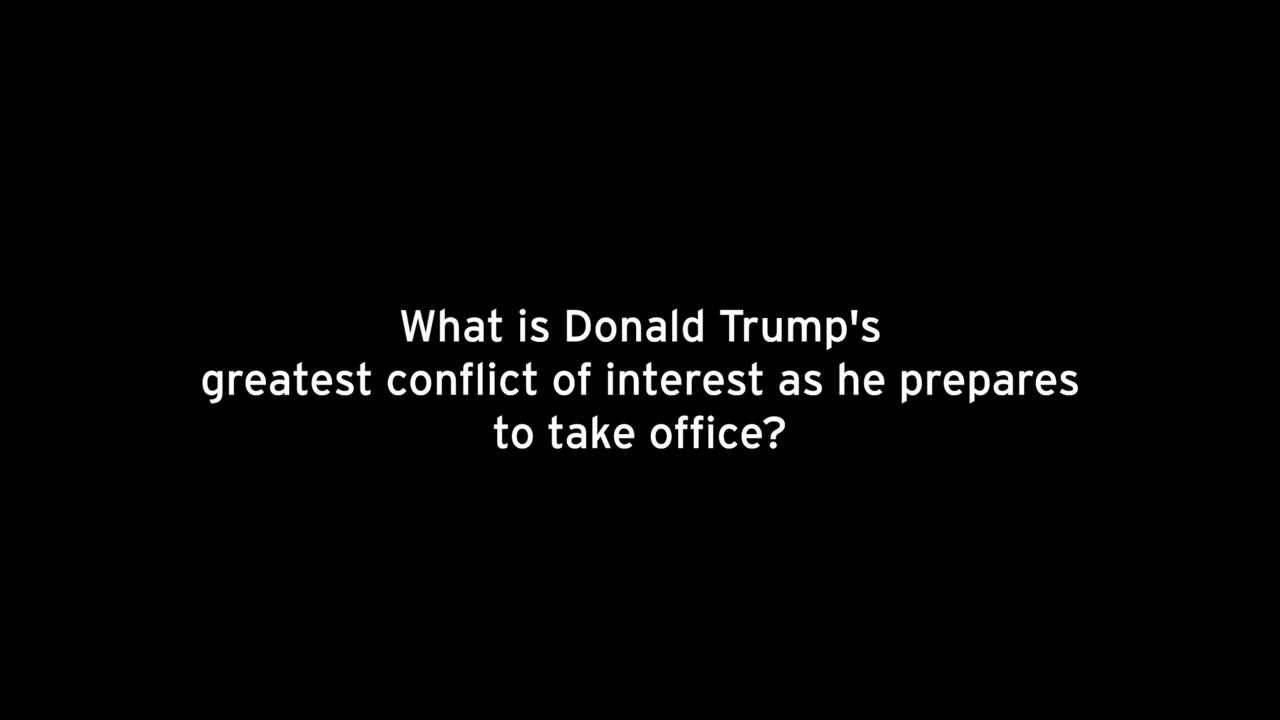 What is Donald Trump's
greatest conflict of interest as he prepares
to take office?